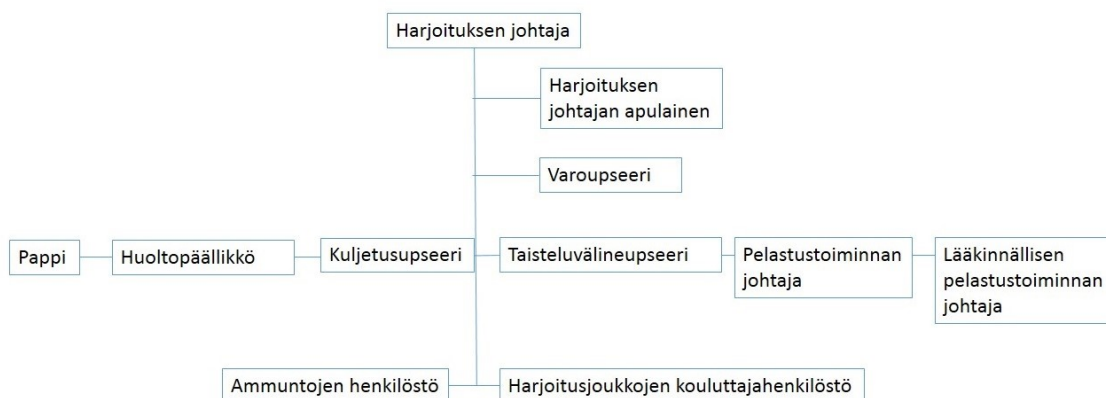 Harjoituksen johtaja
Harjoituksen
johtajan apulainen
Varoupseeri
Pappi
Huoltopäällikkö
Kuljetusupseeri
Taisteluvälineupseeri
Pelastustoiminnan
johtaja
Lääkinnällisen
pelastustoiminnan
johtaja
Ammuntojen henkilöstö
Harjoitusjoukkojen kouluttajahenkilöstö